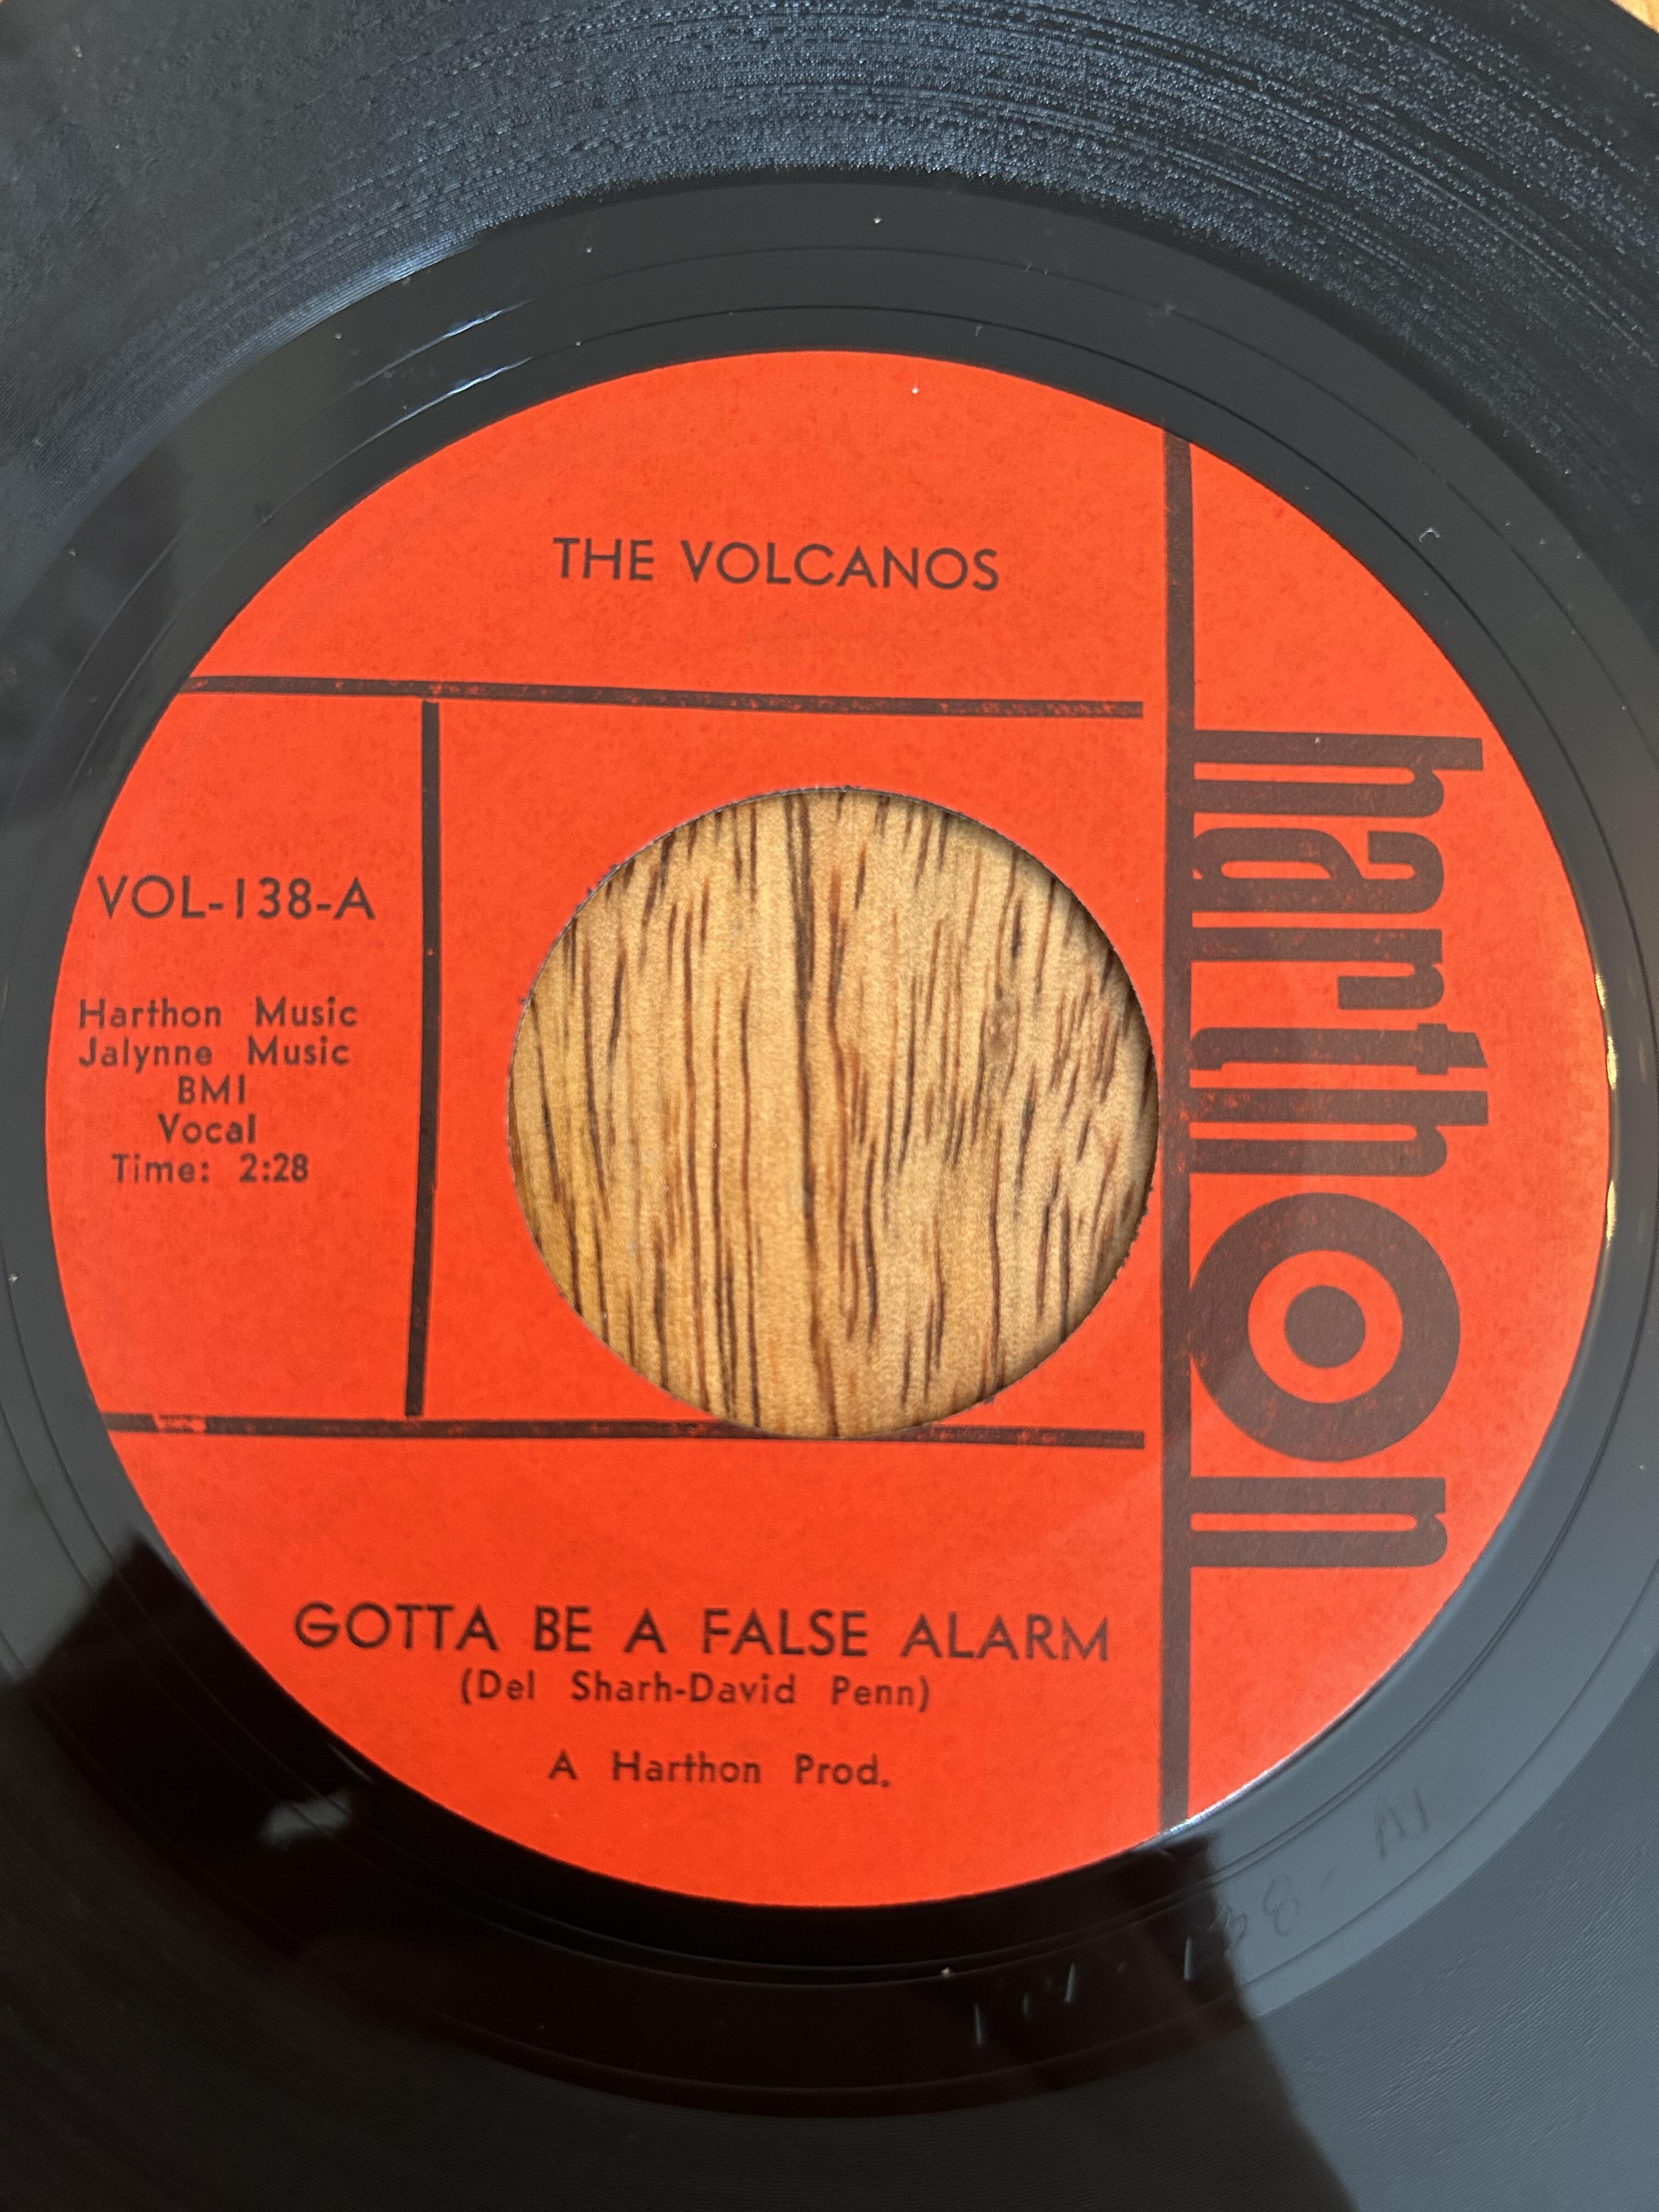 THE VOLCANOS
harthon
VOL-138-A
Harthon Music
Jalynne Music
BMI
Vocal
Time: 2:28
GOTTA BE A FALSE ALARM
(Del Sharh-David Penn)
A Harthon Prod.